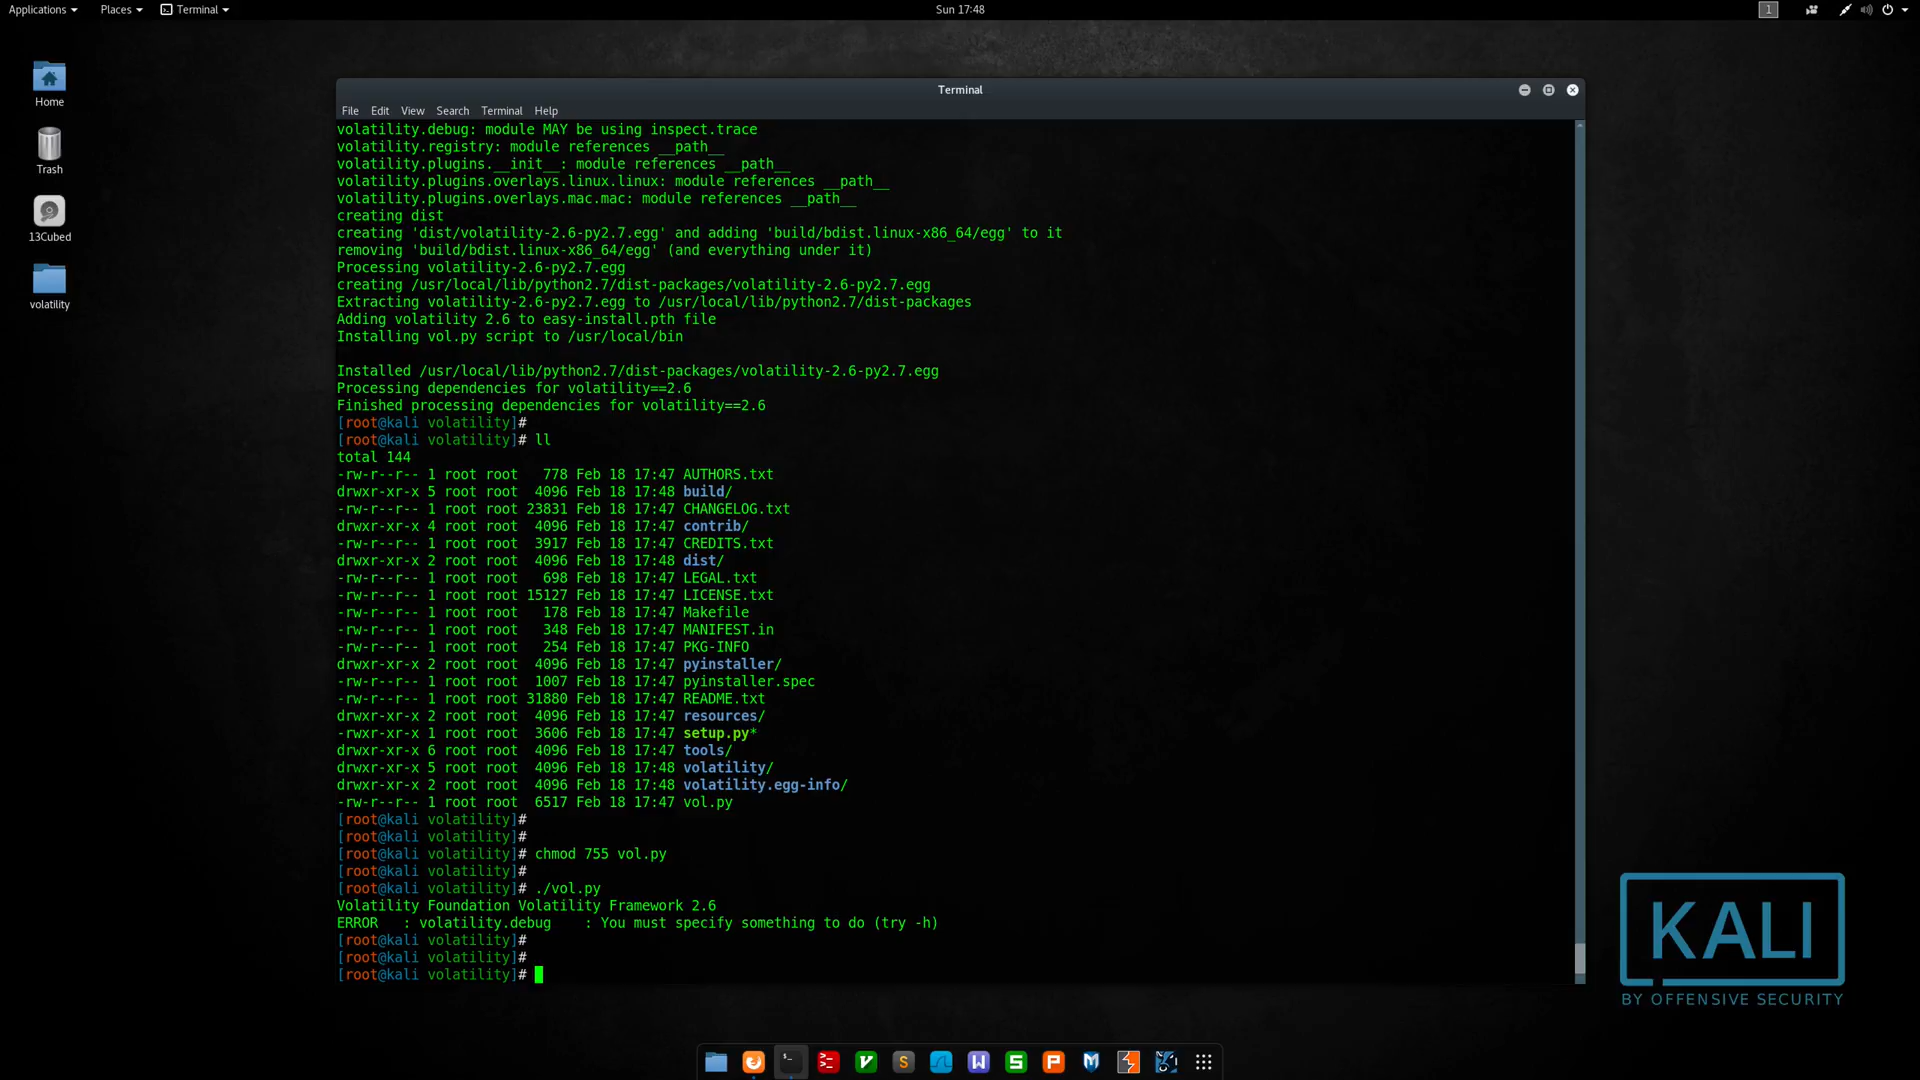 Applications Places Terminal Sun 17:48 1
Home
Trash
13Cubed
volatility
Terminal
File Edit View Search Terminal Help
volatility.debug: module MAY be using inspect.trace
volatility.registry: module references __path__
volatility.plugins.__init__: module references __path__
volatility.plugins.overlays.linux.linux: module references __path__
volatility.plugins.overlays.mac.mac: module references __path__
creating dist
creating 'dist/volatility-2.6-py2.7.egg' and adding 'build/bdist.linux-x86_64/egg' to it
removing 'build/bdist.linux-x86_64/egg' (and everything under it)
Processing volatility-2.6-py2.7.egg
creating /usr/local/lib/python2.7/dist-packages/volatility-2.6-py2.7.egg
Extracting volatility-2.6-py2.7.egg to /usr/local/lib/python2.7/dist-packages
Adding volatility 2.6 to easy-install.pth file
Installing vol.py script to /usr/local/bin
Installed /usr/local/lib/python2.7/dist-packages/volatility-2.6-py2.7.egg
Processing dependencies for volatility==2.6
Finished processing dependencies for volatility==2.6
[root@kali volatility]#
[root@kali volatility]# ll
total 144
-rw-r--r-- 1 root root   778 Feb 18 17:47 AUTHORS.txt
drwxr-xr-x 5 root root  4096 Feb 18 17:48 build/
-rw-r--r-- 1 root root 23831 Feb 18 17:47 CHANGELOG.txt
drwxr-xr-x 4 root root  4096 Feb 18 17:47 contrib/
-rw-r--r-- 1 root root  3917 Feb 18 17:47 CREDITS.txt
drwxr-xr-x 2 root root  4096 Feb 18 17:48 dist/
-rw-r--r-- 1 root root   698 Feb 18 17:47 LEGAL.txt
-rw-r--r-- 1 root root 15127 Feb 18 17:47 LICENSE.txt
-rw-r--r-- 1 root root   178 Feb 18 17:47 Makefile
-rw-r--r-- 1 root root   348 Feb 18 17:47 MANIFEST.in
-rw-r--r-- 1 root root   254 Feb 18 17:47 PKG-INFO
drwxr-xr-x 2 root root  4096 Feb 18 17:47 pyinstaller/
-rw-r--r-- 1 root root  1007 Feb 18 17:47 pyinstaller.spec
-rw-r--r-- 1 root root 31880 Feb 18 17:47 README.txt
drwxr-xr-x 2 root root  4096 Feb 18 17:47 resources/
-rwxr-xr-x 1 root root  3606 Feb 18 17:47 setup.py*
drwxr-xr-x 6 root root  4096 Feb 18 17:47 tools/
drwxr-xr-x 5 root root  4096 Feb 18 17:48 volatility/
drwxr-xr-x 2 root root  4096 Feb 18 17:48 volatility.egg-info/
-rw-r--r-- 1 root root  6517 Feb 18 17:47 vol.py
[root@kali volatility]#
[root@kali volatility]#
[root@kali volatility]# chmod 755 vol.py
[root@kali volatility]#
[root@kali volatility]# ./vol.py
Volatility Foundation Volatility Framework 2.6
ERROR   : volatility.debug    : You must specify something to do (try -h)
[root@kali volatility]#
[root@kali volatility]#
[root@kali volatility]#
KALI
BY OFFENSIVE SECURITY